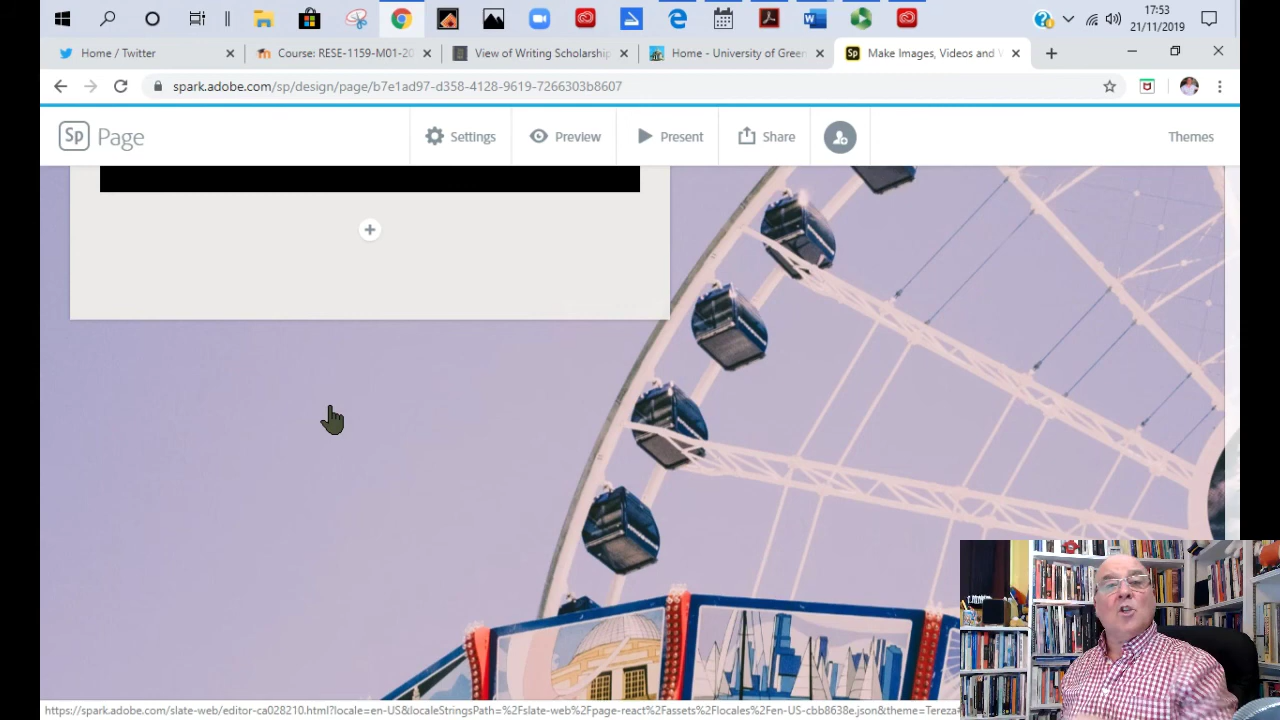 17:53
21/11/2019
Home / Twitter
Course: RESE-1159-M01-20
View of Writing Scholarship
Home - University of Green
Sp Make Images, Videos and V
spark.adobe.com/sp/design/page/b7e1ad97-d358-4128-9619-7266303b8607
Sp Page Settings Preview Present Share Themes
https://spark.adobe.com/slate-web/editor-ca028210.html?locale=en-US&localeStringsPath=%2Fslate-web%2Fpage-react%2Fassets%2Flocales%2Fen-US-cbb8638e.json&theme=Tereza